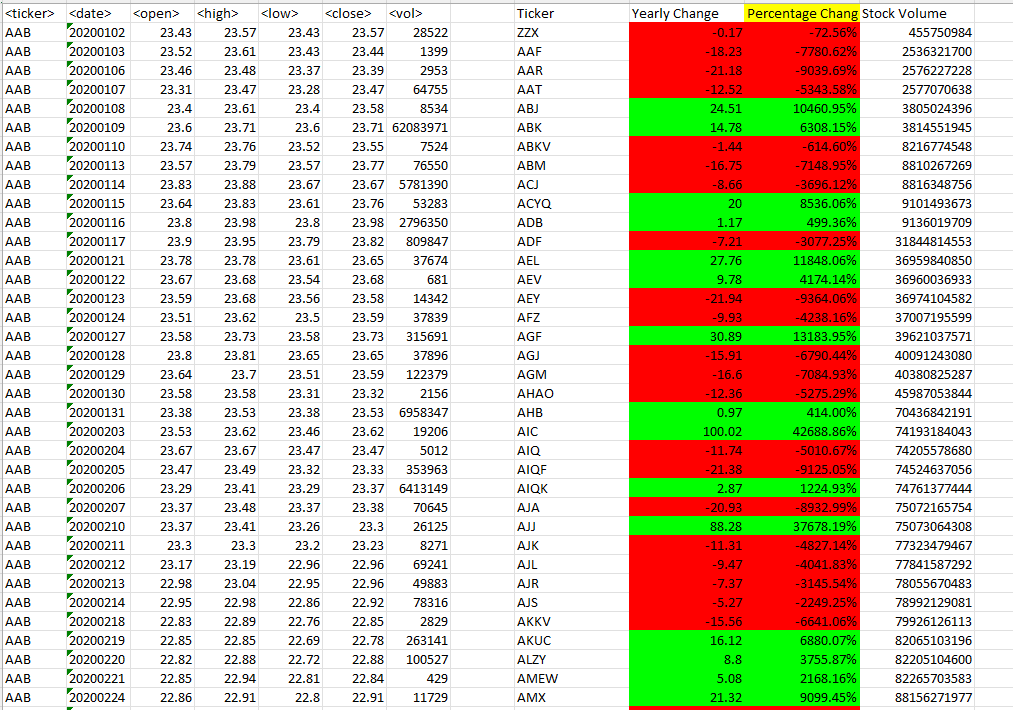 <ticker> <date> <open> <high> <low> <close> <vol> Ticker Yearly Change Percentage Chang Stock Volume
AAB 20200102 23.43 23.57 23.43 23.57 28522 ZZX -0.17 -72.56% 455750984
AAB 20200103 23.52 23.61 23.43 23.44 1399 AAF -18.23 -7780.62% 2536321700
AAB 20200106 23.46 23.48 23.37 23.39 2953 AAR -21.18 -9039.69% 2576227228
AAB 20200107 23.31 23.47 23.28 23.47 64755 AAT -12.52 -5343.58% 2577070638
AAB 20200108 23.4 23.61 23.4 23.58 8534 ABJ 24.51 10460.95% 3805024396
AAB 20200109 23.6 23.71 23.6 23.71 62083971 ABK 14.78 6308.15% 3814551945
AAB 20200110 23.74 23.76 23.52 23.55 7524 ABKV -1.44 -614.60% 8216774548
AAB 20200113 23.57 23.79 23.57 23.77 76550 ABM -16.75 -7148.95% 8810267269
AAB 20200114 23.83 23.88 23.67 23.67 5781390 ACJ -8.66 -3696.12% 8816348756
AAB 20200115 23.64 23.83 23.61 23.76 53283 ACYQ 20 8536.06% 9101493673
AAB 20200116 23.8 23.98 23.8 23.98 2796350 ADB 1.17 499.36% 9136019709
AAB 20200117 23.9 23.95 23.79 23.82 809847 ADF -7.21 -3077.25% 31844814553
AAB 20200121 23.78 23.78 23.61 23.65 37674 AEL 27.76 11848.06% 36959840850
AAB 20200122 23.67 23.68 23.54 23.68 681 AEV 9.78 4174.14% 36960036933
AAB 20200123 23.59 23.68 23.56 23.58 14342 AEY -21.94 -9364.06% 36974104582
AAB 20200124 23.51 23.62 23.5 23.59 37839 AFZ -9.93 -4238.16% 37007195599
AAB 20200127 23.58 23.73 23.58 23.73 315691 AGF 30.89 13183.95% 39621037571
AAB 20200128 23.8 23.81 23.65 23.65 37896 AGJ -15.91 -6790.44% 40091243080
AAB 20200129 23.64 23.7 23.51 23.59 122379 AGM -16.6 -7084.93% 40380825287
AAB 20200130 23.58 23.58 23.31 23.32 2156 AHAO -12.36 -5275.29% 45987053844
AAB 20200131 23.38 23.53 23.38 23.53 6958347 AHB 0.97 414.00% 70436842191
AAB 20200203 23.53 23.62 23.46 23.62 19206 AIC 100.02 42688.86% 74193184043
AAB 20200204 23.67 23.67 23.47 23.47 5012 AIQ -11.74 -5010.67% 74205578680
AAB 20200205 23.47 23.49 23.32 23.33 353963 AIQF -21.38 -9125.05% 74524637056
AAB 20200206 23.29 23.41 23.29 23.37 6413149 AIQK 2.87 1224.93% 74761377444
AAB 20200207 23.37 23.48 23.37 23.38 70645 AJA -20.93 -8932.99% 75072165754
AAB 20200210 23.37 23.41 23.26 23.3 26125 AJJ 88.28 37678.19% 75073064308
AAB 20200211 23.3 23.3 23.2 23.23 8271 AJK -11.31 -4827.14% 77323479467
AAB 20200212 23.17 23.19 22.96 22.96 69241 AJL -9.47 -4041.83% 77841587292
AAB 20200213 22.98 23.04 22.95 22.96 49883 AJR -7.37 -3145.54% 78055670483
AAB 20200214 22.95 22.98 22.86 22.92 78316 AJS -5.27 -2249.25% 78992129081
AAB 20200218 22.83 22.89 22.76 22.85 2829 AKKV -15.56 -6641.06% 79926126113
AAB 20200219 22.85 22.85 22.69 22.78 263141 AKUC 16.12 6880.07% 82065103196
AAB 20200220 22.82 22.88 22.72 22.88 100527 ALZY 8.8 3755.87% 82205104600
AAB 20200221 22.85 22.94 22.81 22.84 429 AMEW 5.08 2168.16% 82265703583
AAB 20200224 22.86 22.91 22.8 22.91 11729 AMX 21.32 9099.45% 88156271977